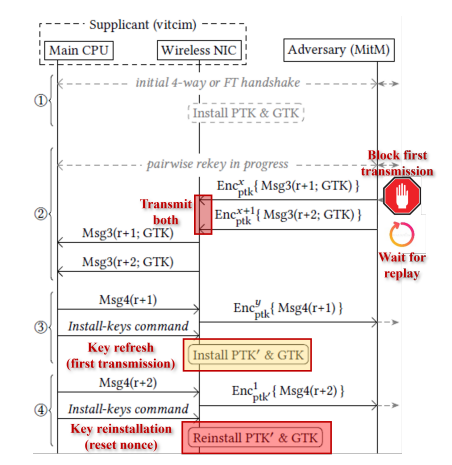 Supplicant (vitcim)
Main CPU
Wireless NIC
Adversary (MitM)
initial 4-way or FT handshake
①
Install PTK & GTK
pairwise rekey in progress
Block first
transmission
Enc^x_ptk{ Msg3(r+1; GTK) }
Transmit
both
Enc^x+1_ptk{ Msg3(r+2; GTK) }
②
Msg3(r+1; GTK)
Wait for
replay
Msg3(r+2; GTK)
Msg4(r+1)
Enc^y_ptk{ Msg4(r+1) }
③
Install-keys command
Key refresh
(first transmission)
Install PTK′ & GTK
Msg4(r+2)
Enc^1_ptk′{ Msg4(r+2) }
④
Install-keys command
Key reinstallation
(reset nonce)
Reinstall PTK′ & GTK